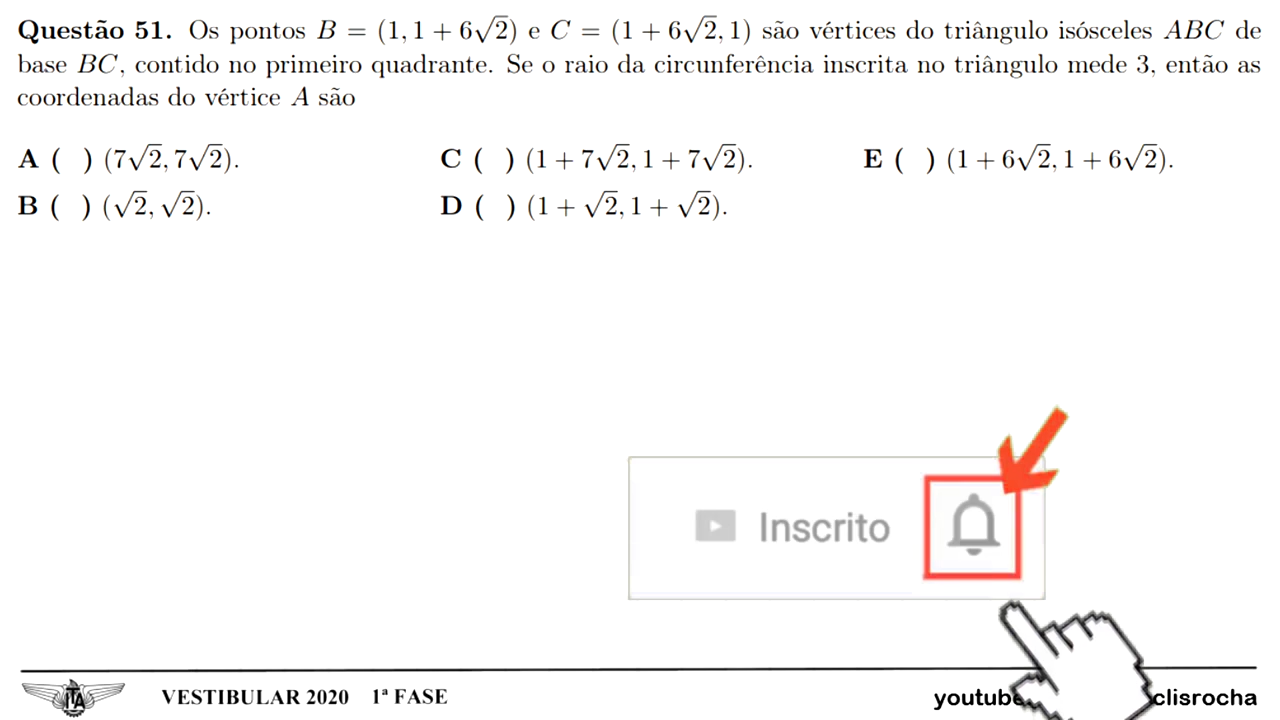 Questão 51. Os pontos B = (1, 1 + 6√2) e C = (1 + 6√2, 1) são vértices do triângulo isósceles ABC de
base BC, contido no primeiro quadrante. Se o raio da circunferência inscrita no triângulo mede 3, então as
coordenadas do vértice A são
A ( ) (7√2, 7√2). C ( ) (1 + 7√2, 1 + 7√2). E ( ) (1 + 6√2, 1 + 6√2).
B ( ) (√2, √2). D ( ) (1 + √2, 1 + √2).
Inscrito
ITA VESTIBULAR 2020 1ª FASE youtube clisrocha